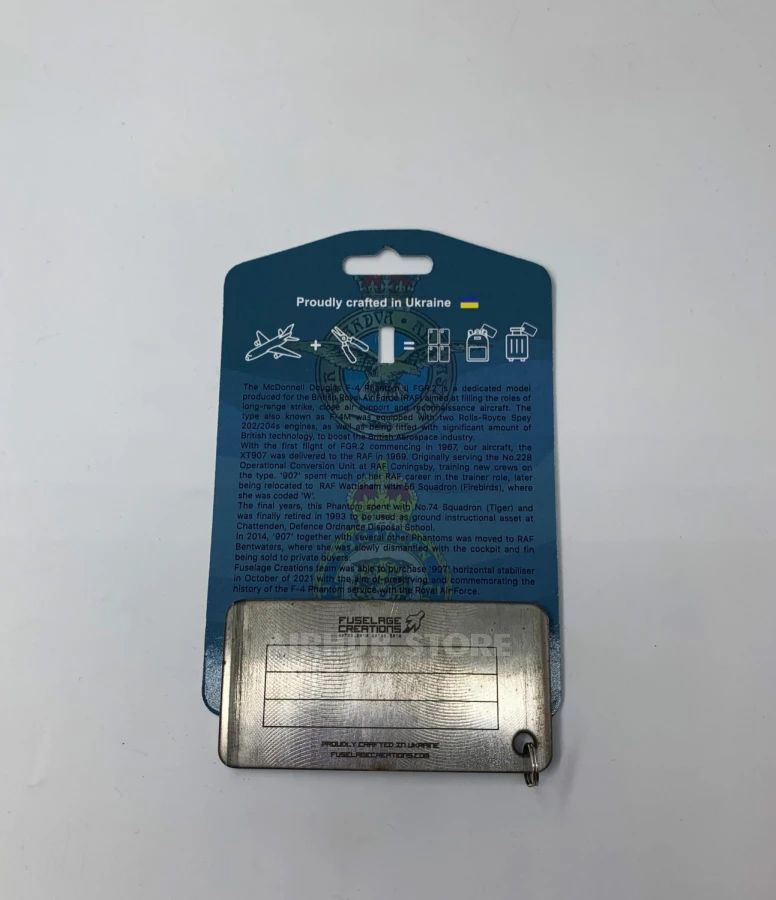 Proudly crafted in Ukraine
+ =
The McDonnell Douglas F-4 Phantom II FGR.2 is a dedicated model
produced for the British Royal Air Force (RAF) aimed at filling the roles of
long-range strike, close air support and reconnaissance aircraft. The
type also known as F-4M was equipped with two Rolls-Royce Spey
202/204s engines, as well as being fitted with significant amount of
British technology, to boost the British Aerospace industry.
With the first flight of FGR.2 commencing in 1967, our aircraft, the
XT907 was delivered to the RAF in 1969. Originally serving the No.228
Operational Conversion Unit at RAF Coningsby, training new crews on
the type. '907' spent much of her RAF career in the trainer role, later
being relocated to RAF Wattisham with 56 Squadron (Firebirds), where
she was coded 'W'.
The final years, this Phantom spent with No.74 Squadron (Tiger) and
was finally retired in 1993 to be used as ground instructional asset at
Chattenden, Defence Ordnance Disposal School.
In 2014, '907' together with several other Phantoms was moved to RAF
Bentwaters, where she was newly dismantled with the cockpit and fin
being sold to private buyers.
Fuselage Creations team was able to purchase '907' horizontal stabiliser
in October of 2021 with the aim of preserving and commemorating the
history of the F-4 Phantom service with the Royal Air Force.
FUSELAGE
CREATIONS
AIRHUB STORE
PROUDLY CRAFTED IN UKRAINE
FUSELAGECREATIONS.COM